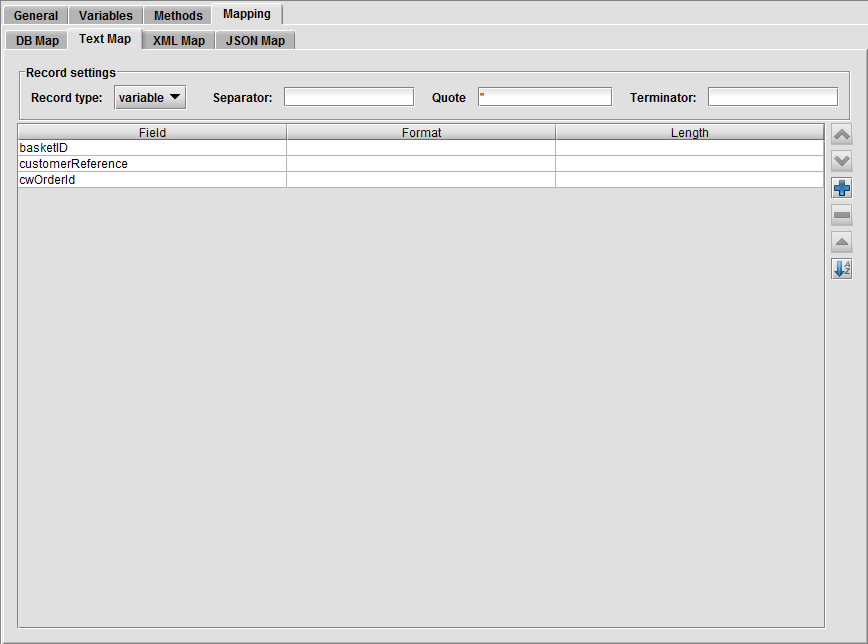 General Variables Methods Mapping
DB Map Text Map XML Map JSON Map
Record settings
Record type: variable Separator: Quote " Terminator:
Field Format Length
basketID
customerReference
cwOrderId
A
Z